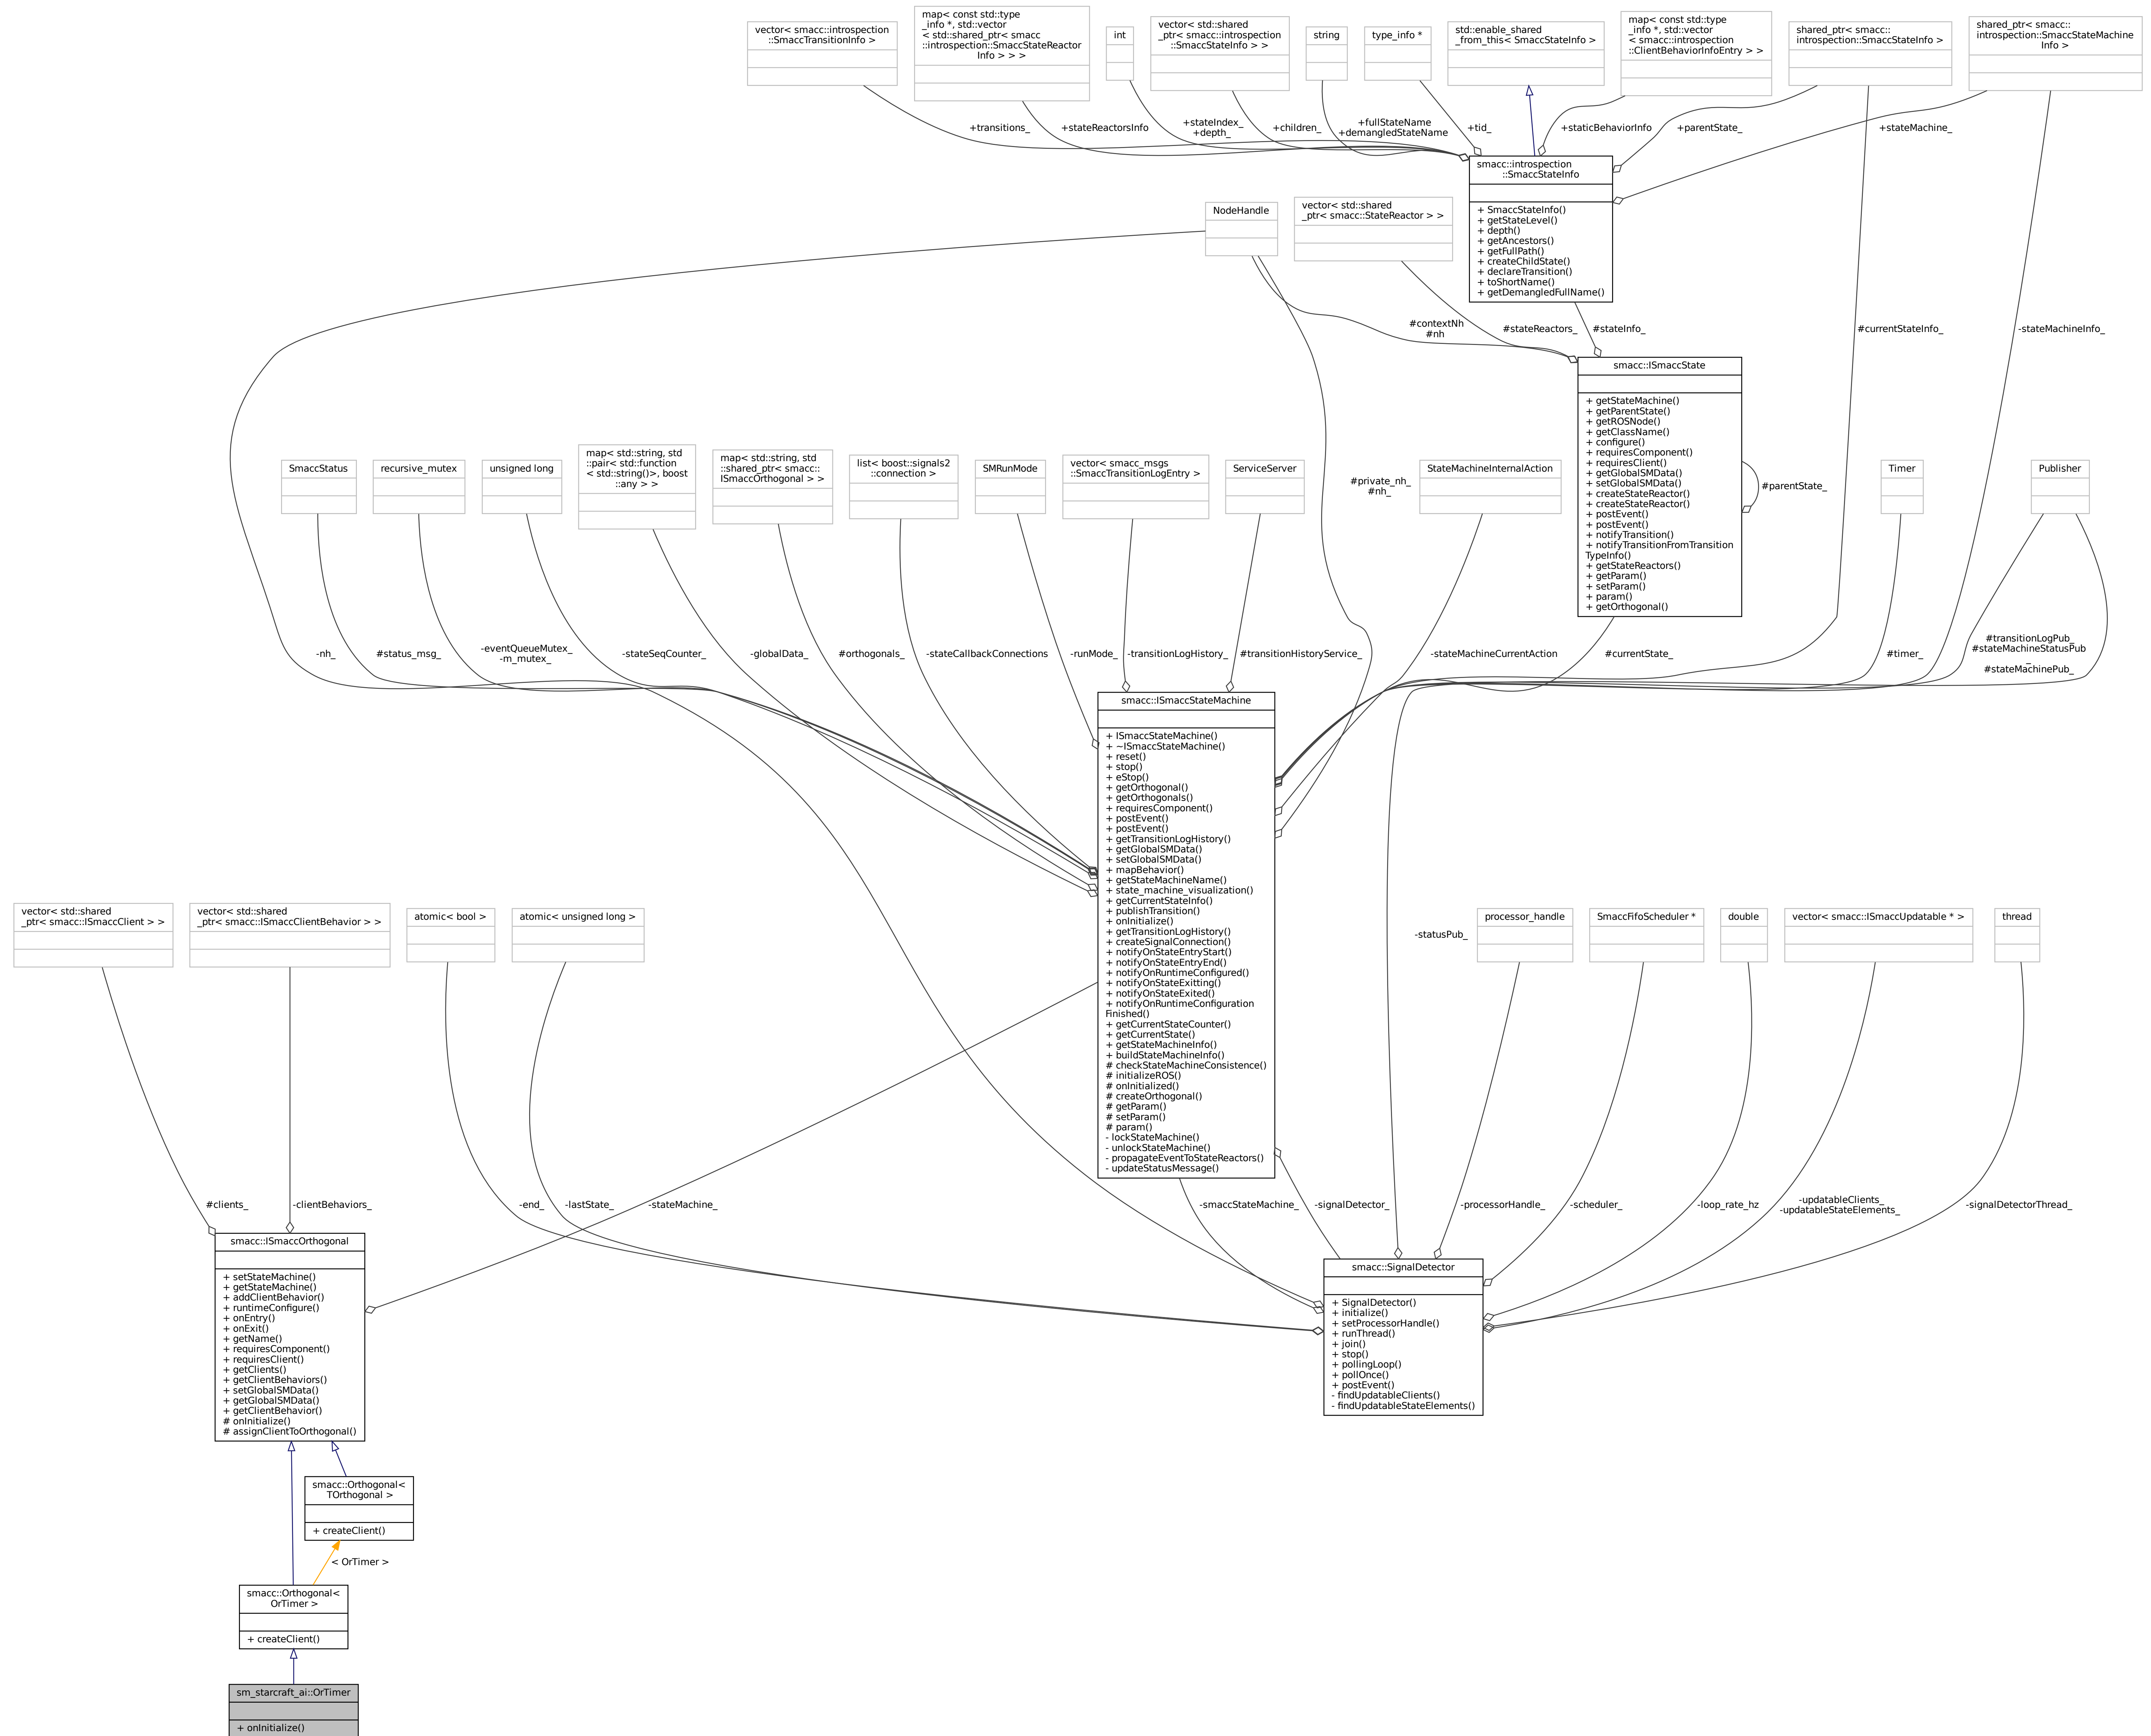 vector< smacc::introspection
::SmaccTransitionInfo >
map< const std::type
_info *, std::vector
< std::shared_ptr< smacc
::introspection::SmaccStateReactor
Info > > >
int
vector< std::shared
_ptr< smacc::introspection
::SmaccStateInfo > >
string
type_info *
std::enable_shared
_from_this< SmaccStateInfo >
map< const std::type
_info *, std::vector
< smacc::introspection
::ClientBehaviorInfoEntry > >
shared_ptr< smacc::
introspection::SmaccStateInfo >
shared_ptr< smacc::
introspection::SmaccStateMachine
Info >
+transitions_
+stateReactorsInfo
+stateIndex_
+depth_
+children_
+fullStateName
+demangledStateName
+tid_
+staticBehaviorInfo
+parentState_
+stateMachine_
smacc::introspection
::SmaccStateInfo
+ SmaccStateInfo()
+ getStateLevel()
+ depth()
+ getAncestors()
+ getFullPath()
+ createChildState()
+ declareTransition()
+ toShortName()
+ getDemangledFullName()
NodeHandle
vector< std::shared
_ptr< smacc::StateReactor > >
#contextNh
#nh
#stateReactors_
#stateInfo_
#currentStateInfo_
-stateMachineInfo_
smacc::ISmaccState
+ getStateMachine()
+ getParentState()
+ getROSNode()
+ getClassName()
+ configure()
+ requiresComponent()
+ requiresClient()
+ getGlobalSMData()
+ setGlobalSMData()
+ createStateReactor()
+ createStateReactor()
+ postEvent()
+ postEvent()
+ notifyTransition()
+ notifyTransitionFromTransition
TypeInfo()
+ getStateReactors()
+ getParam()
+ setParam()
+ param()
+ getOrthogonal()
#parentState_
SmaccStatus
recursive_mutex
unsigned long
map< std::string, std
::pair< std::function
< std::string()>, boost
::any > >
map< std::string, std
::shared_ptr< smacc::
ISmaccOrthogonal > >
list< boost::signals2
::connection >
SMRunMode
vector< smacc_msgs
::SmaccTransitionLogEntry >
ServiceServer
#private_nh_
#nh_
StateMachineInternalAction
Timer
Publisher
-nh_
#status_msg_
-eventQueueMutex_
-m_mutex_
-stateSeqCounter_
-globalData_
#orthogonals_
-stateCallbackConnections
-runMode_
-transitionLogHistory_
#transitionHistoryService_
-stateMachineCurrentAction
#currentState_
#timer_
#transitionLogPub_
#stateMachineStatusPub
_
#stateMachinePub_
smacc::ISmaccStateMachine
+ ISmaccStateMachine()
+ ~ISmaccStateMachine()
+ reset()
+ stop()
+ eStop()
+ getOrthogonal()
+ getOrthogonals()
+ requiresComponent()
+ postEvent()
+ postEvent()
+ getTransitionLogHistory()
+ getGlobalSMData()
+ setGlobalSMData()
+ mapBehavior()
+ getStateMachineName()
+ state_machine_visualization()
+ getCurrentStateInfo()
+ publishTransition()
+ onInitialize()
+ getTransitionLogHistory()
+ createSignalConnection()
+ notifyOnStateEntryStart()
+ notifyOnStateEntryEnd()
+ notifyOnRuntimeConfigured()
+ notifyOnStateExitting()
+ notifyOnStateExited()
+ notifyOnRuntimeConfiguration
Finished()
+ getCurrentStateCounter()
+ getCurrentState()
+ getStateMachineInfo()
+ buildStateMachineInfo()
# checkStateMachineConsistence()
# initializeROS()
# onInitialized()
# createOrthogonal()
# getParam()
# setParam()
# param()
- lockStateMachine()
- unlockStateMachine()
- propagateEventToStateReactors()
- updateStatusMessage()
vector< std::shared
_ptr< smacc::ISmaccClient > >
vector< std::shared
_ptr< smacc::ISmaccClientBehavior > >
atomic< bool >
atomic< unsigned long >
-statusPub_
processor_handle
SmaccFifoScheduler *
double
vector< smacc::ISmaccUpdatable * >
thread
#clients_
-clientBehaviors_
-end_
-lastState_
-stateMachine_
-smaccStateMachine_
-signalDetector_
-processorHandle_
-scheduler_
-loop_rate_hz
-updatableClients_
-updatableStateElements_
-signalDetectorThread_
smacc::ISmaccOrthogonal
+ setStateMachine()
+ getStateMachine()
+ addClientBehavior()
+ runtimeConfigure()
+ onEntry()
+ onExit()
+ getName()
+ requiresComponent()
+ requiresClient()
+ getClients()
+ getClientBehaviors()
+ setGlobalSMData()
+ getGlobalSMData()
+ getClientBehavior()
# onInitialize()
# assignClientToOrthogonal()
smacc::SignalDetector
+ SignalDetector()
+ initialize()
+ setProcessorHandle()
+ runThread()
+ join()
+ stop()
+ pollingLoop()
+ pollOnce()
+ postEvent()
- findUpdatableClients()
- findUpdatableStateElements()
smacc::Orthogonal<
TOrthogonal >
+ createClient()
< OrTimer >
smacc::Orthogonal<
OrTimer >
+ createClient()
sm_starcraft_ai::OrTimer
+ onInitialize()